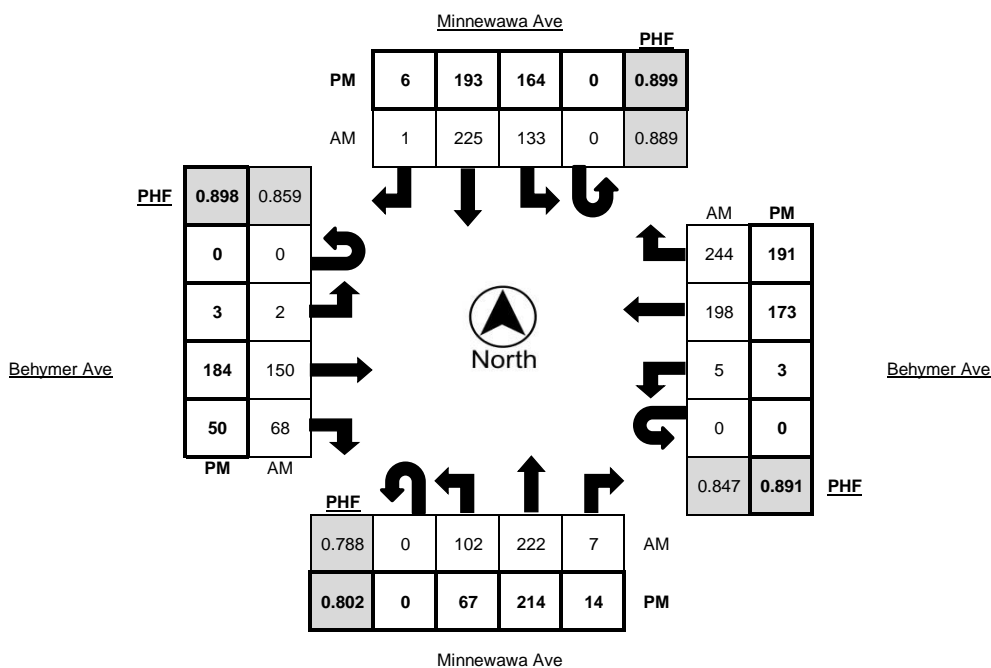 Minnewawa Ave
PHF
PM 6 193 164 0 0.899
AM 1 225 133 0 0.889
PHF 0.898 0.859
0 0
3 2
184 150
50 68
PM AM
Behymer Ave
North
AM PM
244 191
198 173
5 3
0 0
0.847 0.891 PHF
Behymer Ave
PHF
0.788 0 102 222 7 AM
0.802 0 67 214 14 PM
Minnewawa Ave